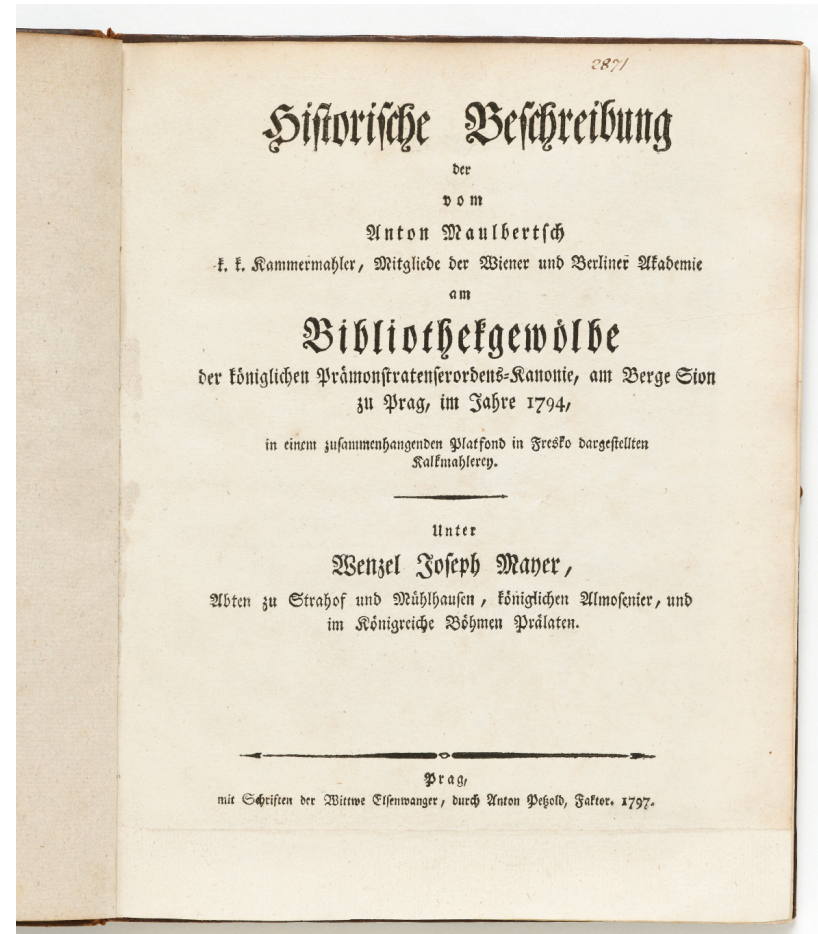 2871
Historische Beschreibung
der
vom
Anton Maulbertsch
k. k. Kammermahler, Mitgliede der Wiener und Berliner Akademie
am
Bibliothekgewölbe
der königlichen Prämonstratenserordens-Kanonie, am Berge Sion
zu Prag, im Jahre 1794,
in einem zusammenhangenden Platfond in Fresko dargestellten
Kalkmahlerey.
Unter
Wenzel Joseph Mayer,
Abten zu Strahof und Mühlhausen, königlichen Almosenier, und
im Königreiche Böhmen Prälaten.
Prag,
mit Schriften der Wittwe Elsenwanger, durch Anton Petzold, Faktor. 1797.